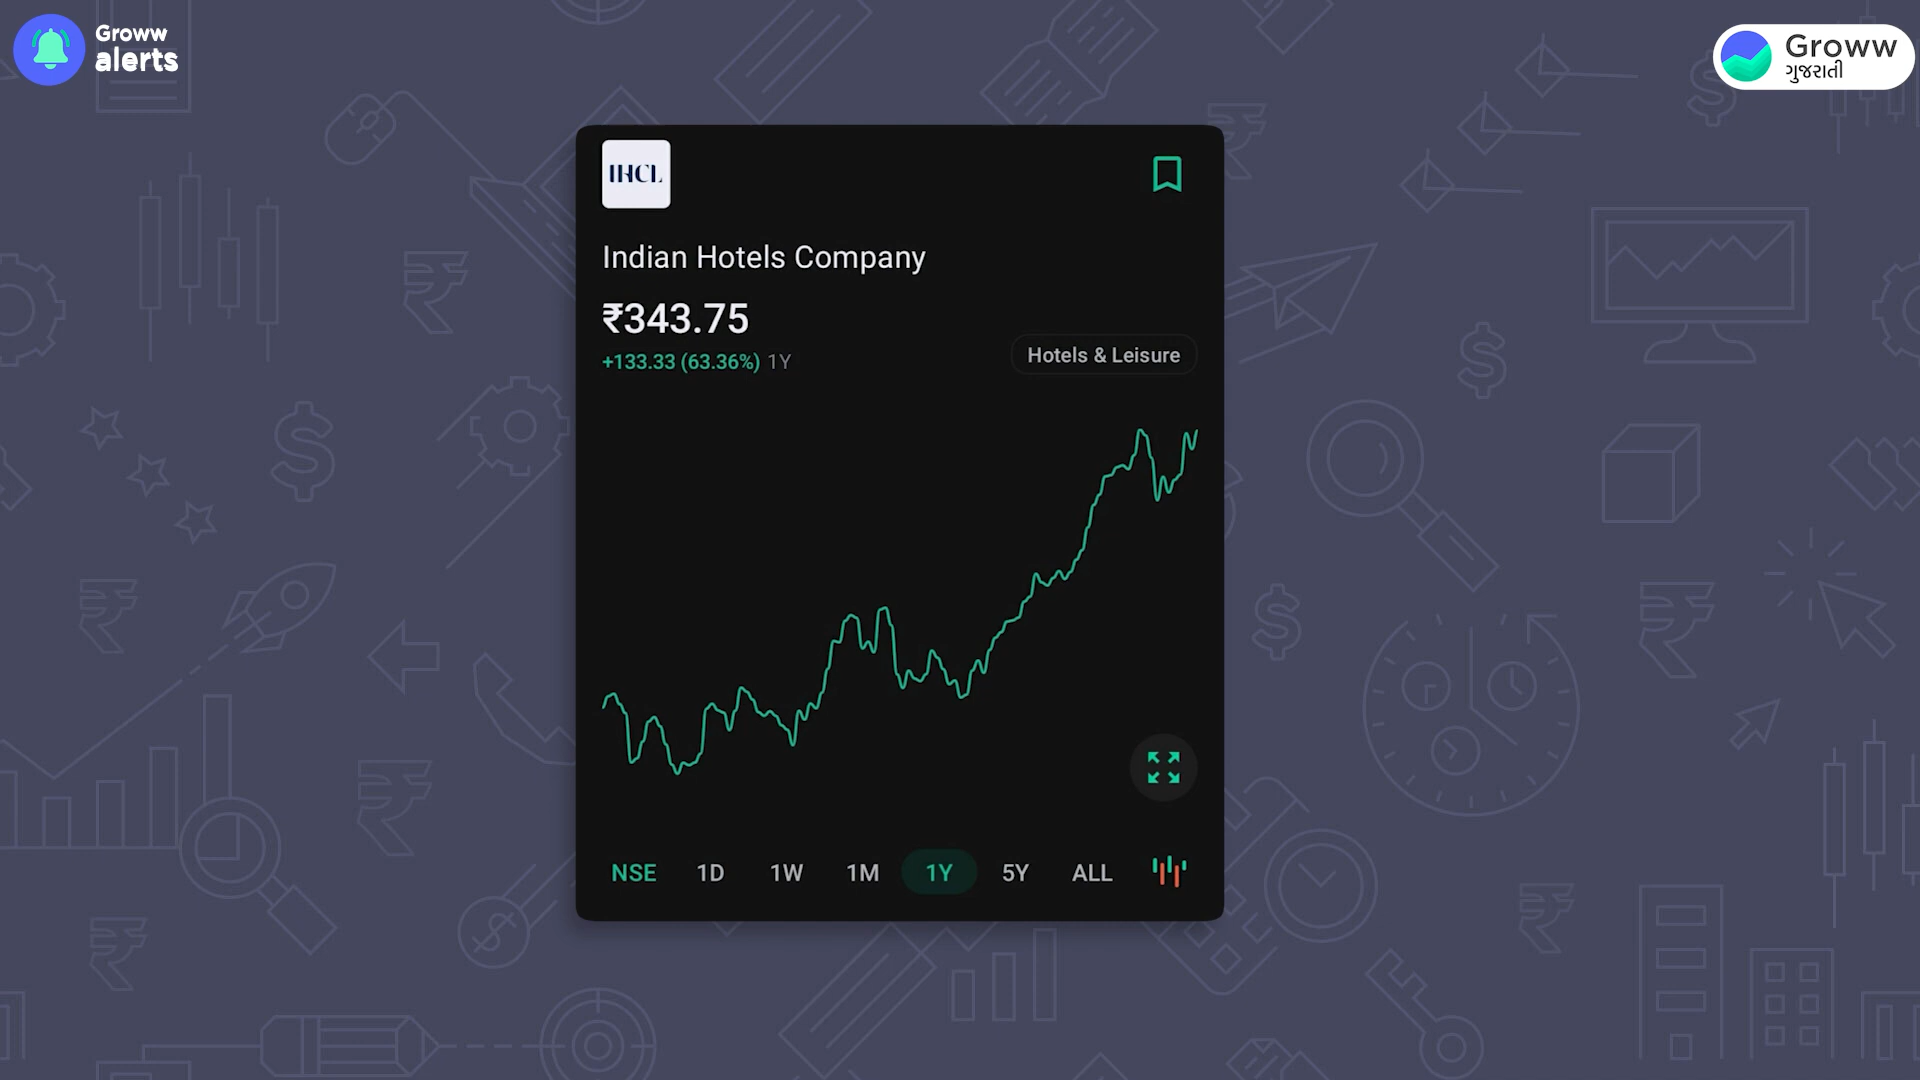 Groww
alerts
Groww
ગુજરાતી
IHCL
Indian Hotels Company
₹343.75
+133.33 (63.36%) 1Y
Hotels & Leisure
NSE 1D 1W 1M 1Y 5Y ALL